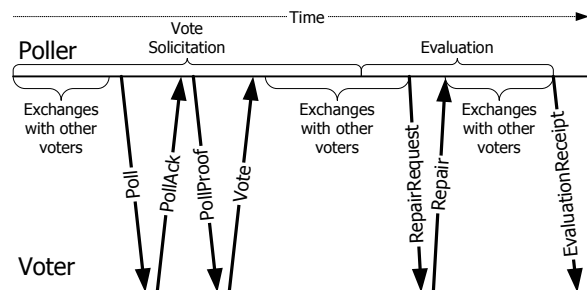 Time
Poller
Vote
Solicitation
Evaluation
Exchanges
with other
voters
Exchanges
with other
voters
Exchanges
with other
voters
Poll
PollAck
PollProof
Vote
RepairRequest
Repair
EvaluationReceipt
Voter